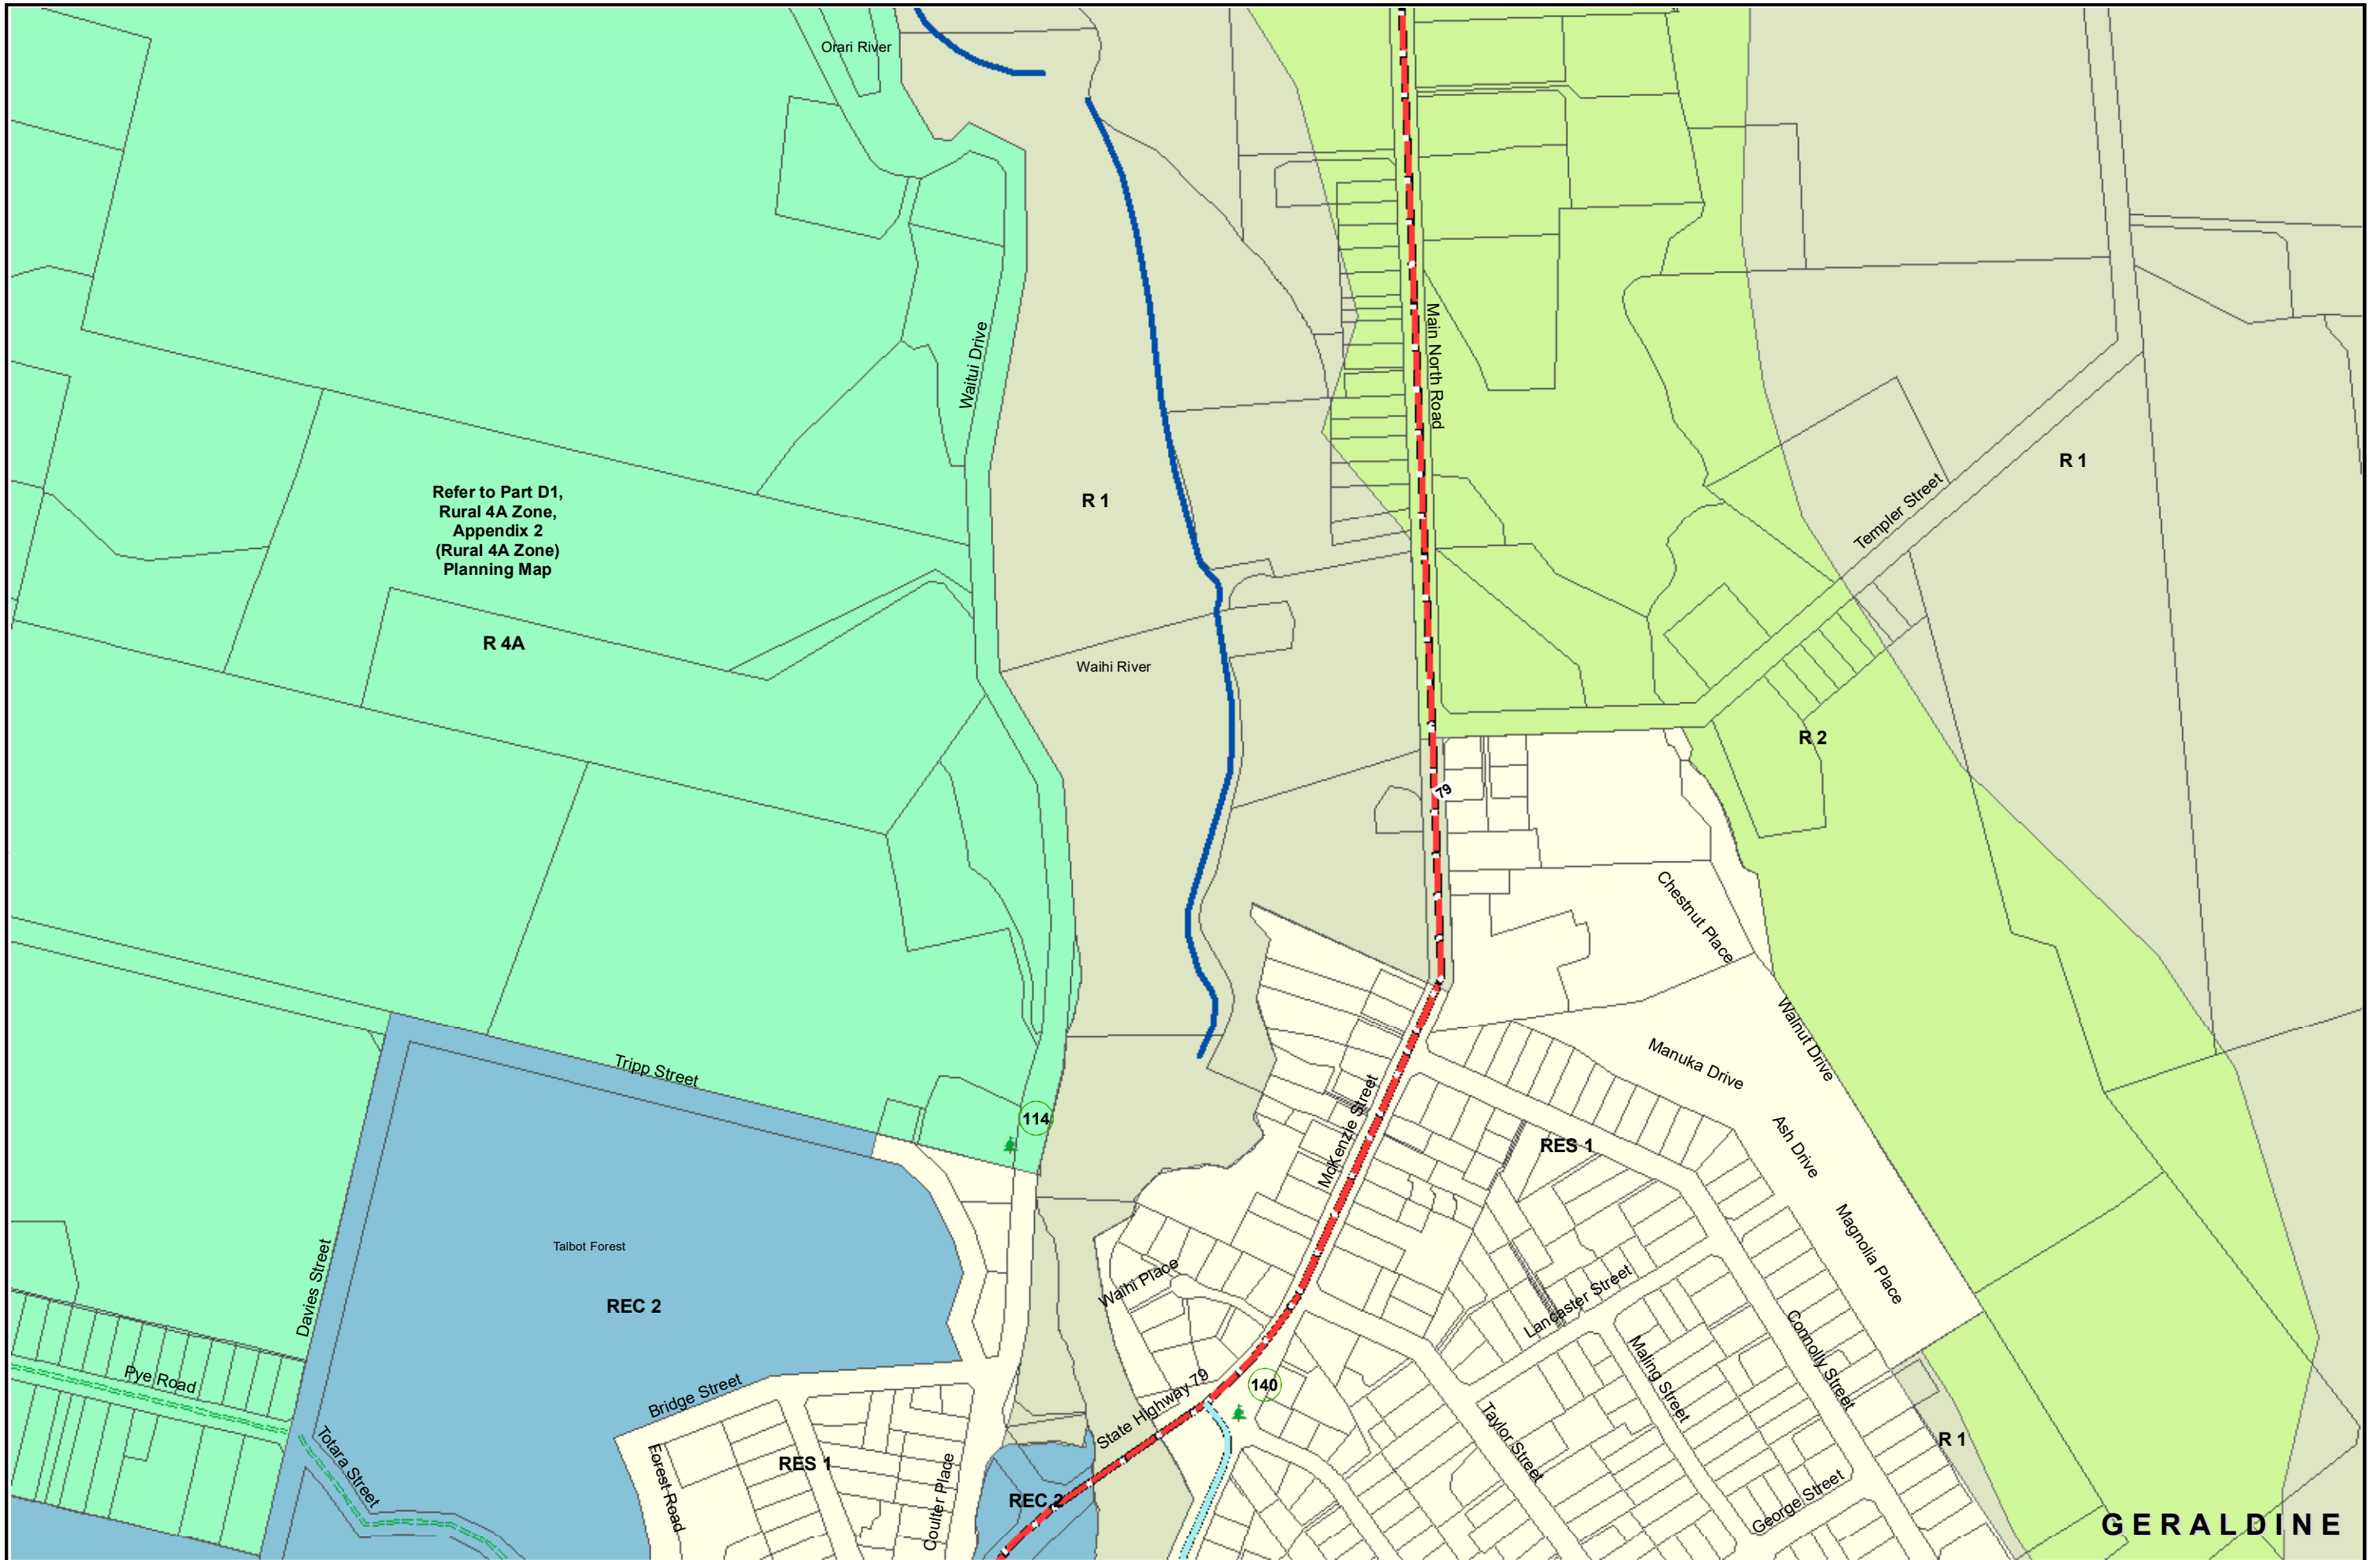 Orari River
Waitui Drive
Main North Road
Refer to Part D1,
Rural 4A Zone,
Appendix 2
(Rural 4A Zone)
Planning Map
R 1
R 1
Templer Street
R 4A
Waihi River
R 2
79
Chestnut Place
Walnut Drive
Manuka Drive
Tripp Street
114
McKenzie Street
RES 1
Ash Drive
Magnolia Place
Talbot Forest
Davies Street
REC 2
Waihi Place
Lancaster Street
Connolly Street
Maling Street
Pye Road
Bridge Street
State Highway 79
140
Taylor Street
R 1
Totara Street
Forest Road
RES 1
Coulter Place
REC 2
George Street
GERALDINE